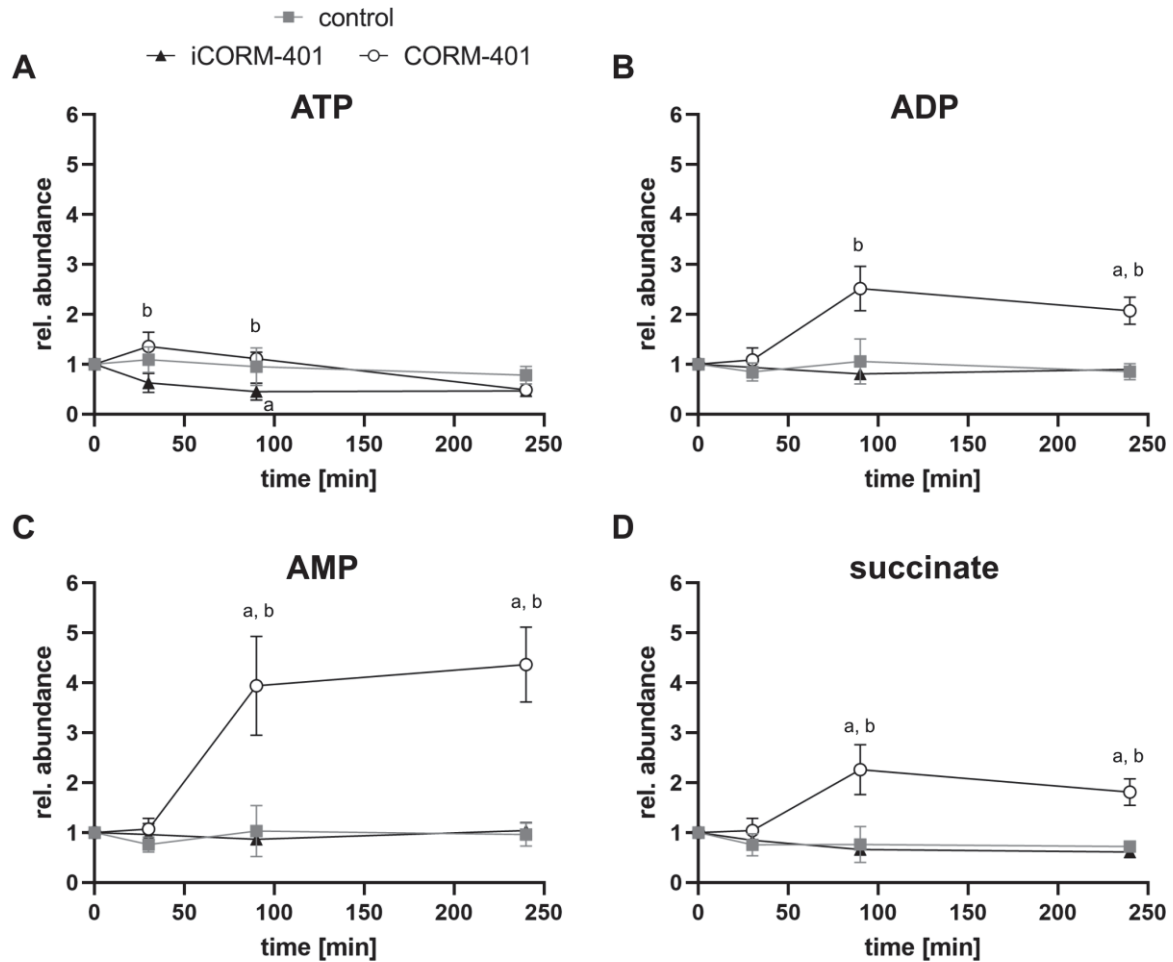 control
iCORM-401 CORM-401
A
ATP
6
5
4
3
2
1
0
rel. abundance
b
b
a
0 50 100 150 200 250
time [min]
B
ADP
6
5
4
3
2
1
0
rel. abundance
b
a, b
0 50 100 150 200 250
time [min]
C
AMP
6
5
4
3
2
1
0
rel. abundance
a, b
a, b
0 50 100 150 200 250
time [min]
D
succinate
6
5
4
3
2
1
0
rel. abundance
a, b
a, b
0 50 100 150 200 250
time [min]